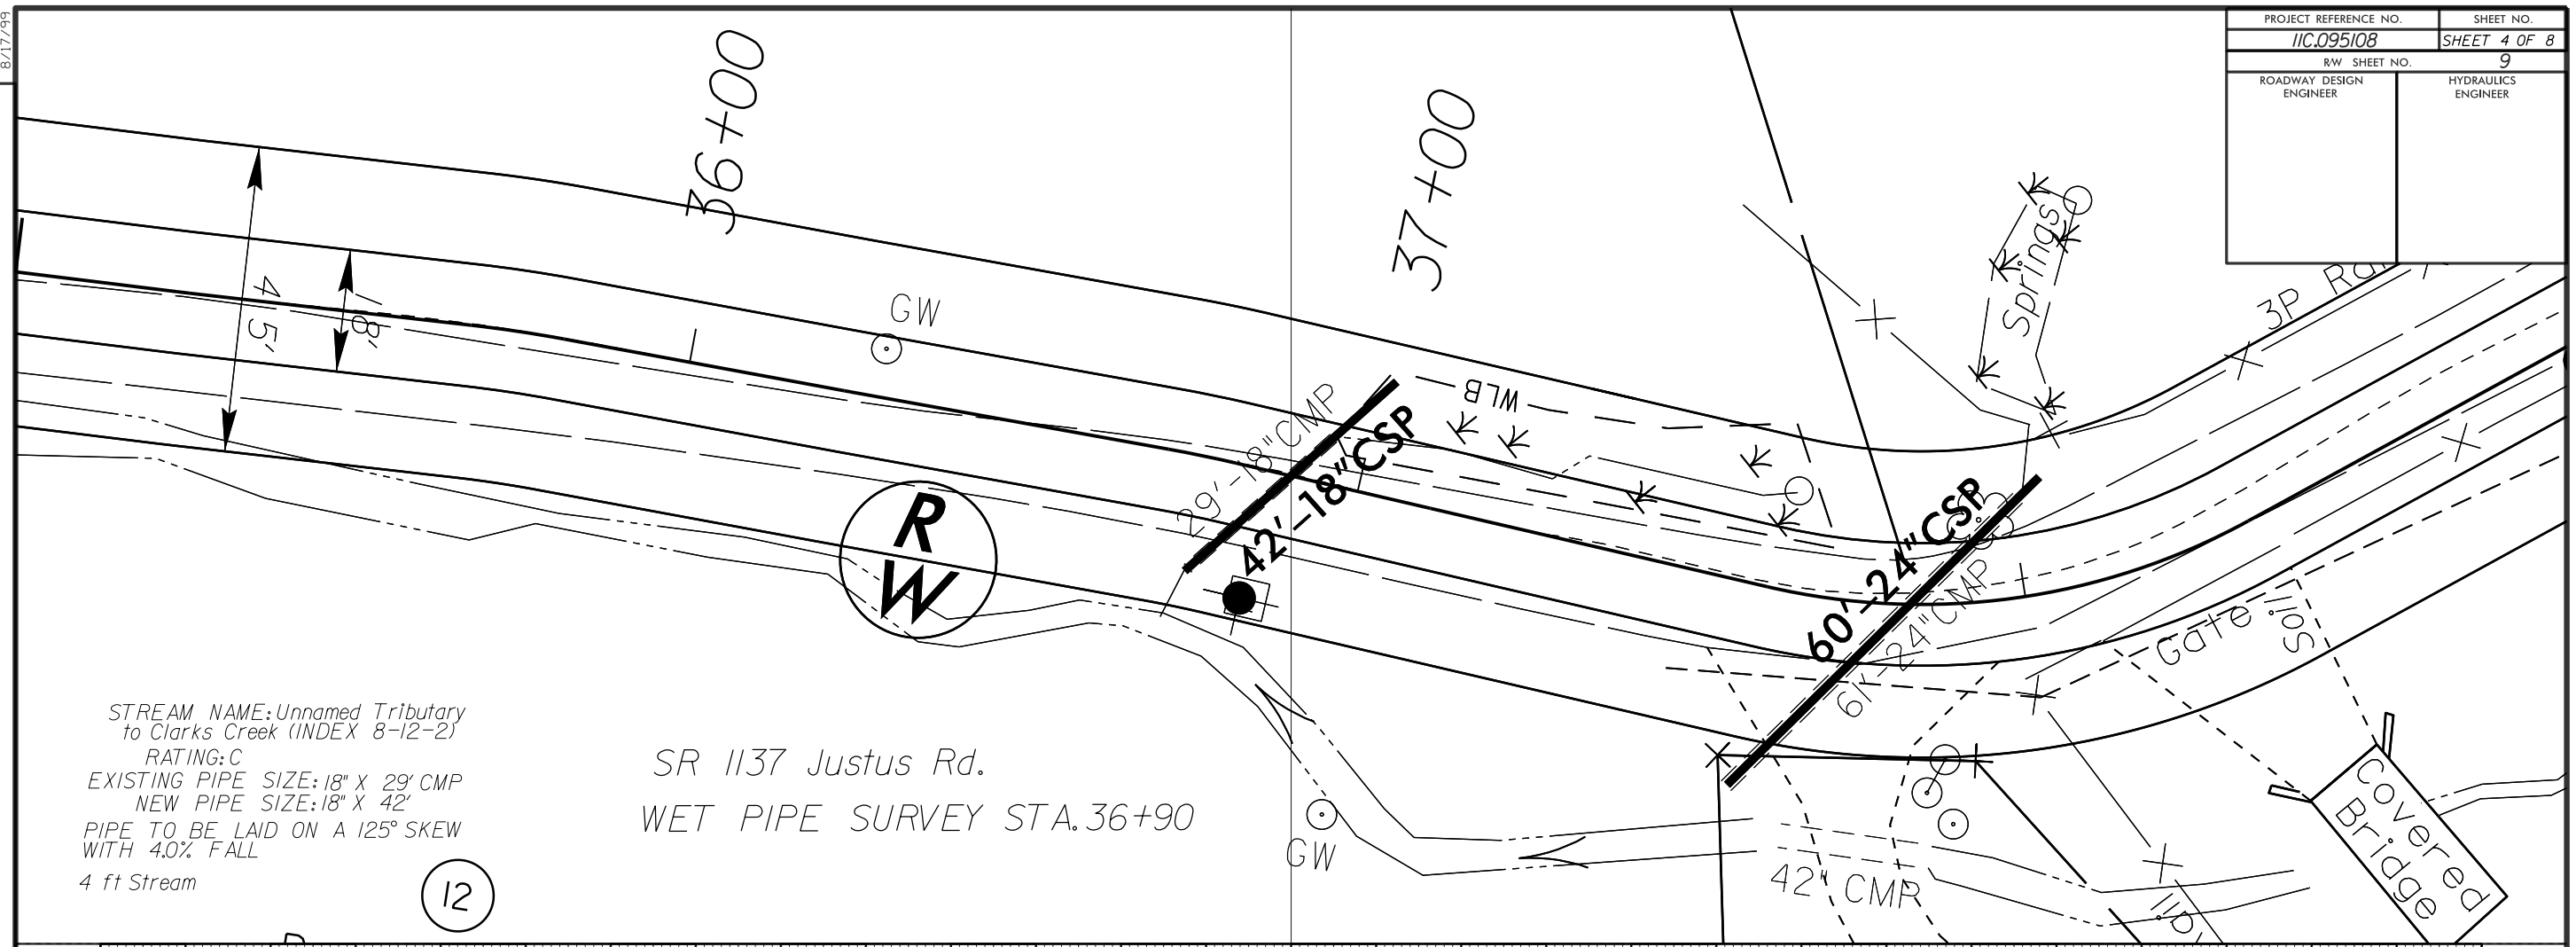 8/17/99
PROJECT REFERENCE NO.
SHEET NO.
11C.095108
SHEET 4 OF 8
RW SHEET NO.
9
ROADWAY DESIGN
ENGINEER
HYDRAULICS
ENGINEER
36+00
37+00
Springs
3P Ra
GW
45'
18'
WLB
29'-18"CMP
42'-18"CSP
R
W
60'-24"CSP
61'-24"CMP
Gate
Soil
STREAM NAME:Unnamed Tributary
to Clarks Creek (INDEX 8-12-2)
RATING:C
EXISTING PIPE SIZE:18" X 29' CMP
NEW PIPE SIZE:18" X 42'
PIPE TO BE LAID ON A 125° SKEW
WITH 4.0% FALL
4 ft Stream
12
SR 1137 Justus Rd.
WET PIPE SURVEY STA.36+90
GW
42" CMP
Covered
Bridge